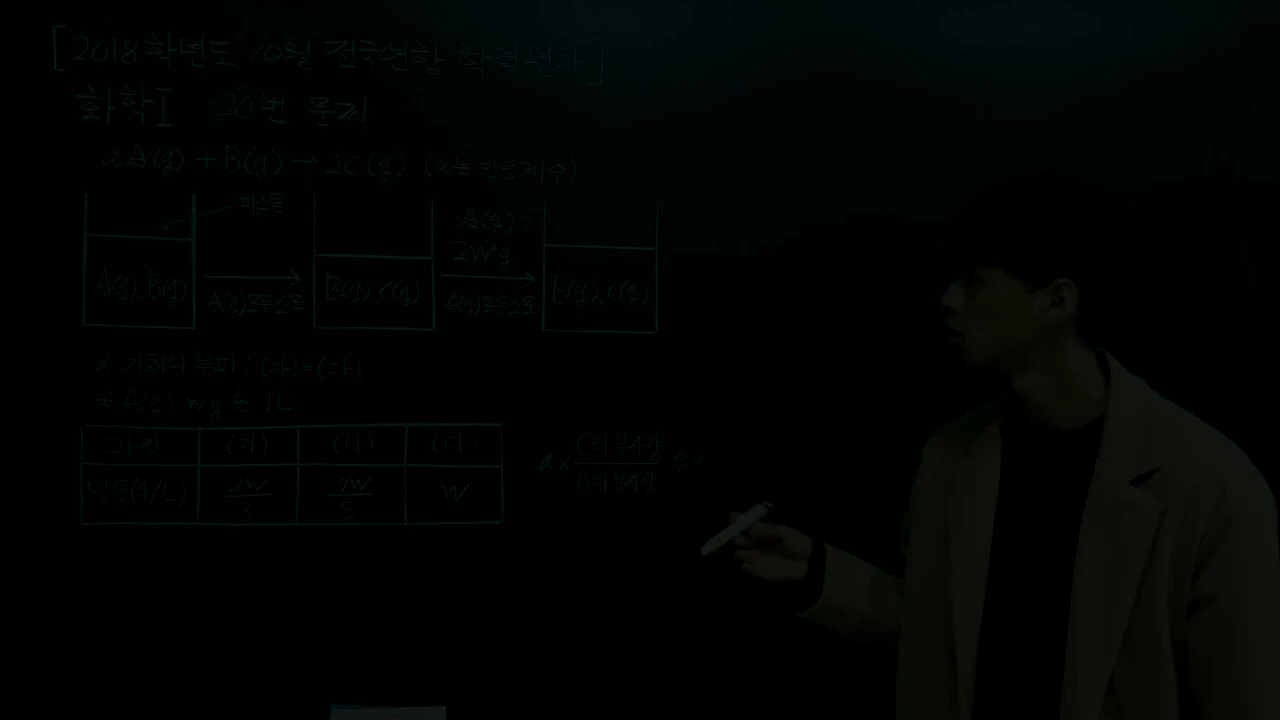 [2018학년도 10월 전국연합 학력평가]
화학I 20번 문제
aA(g) + B(g) → 2C(g) (a는 반응계수)
피스톤
A(g), B(g)
A(g)모두소모
B(g) C(g)
A(g)
2W g
A(g)모두소모
B(g), C(g)
* 기체의 부피 : (가)=(다)
* A(g) Wg은 1L
과정 (가) (나) (다)
밀도(g/L) 2W/3 4W/5 W
a× C의 분자량/B의 분자량 은?